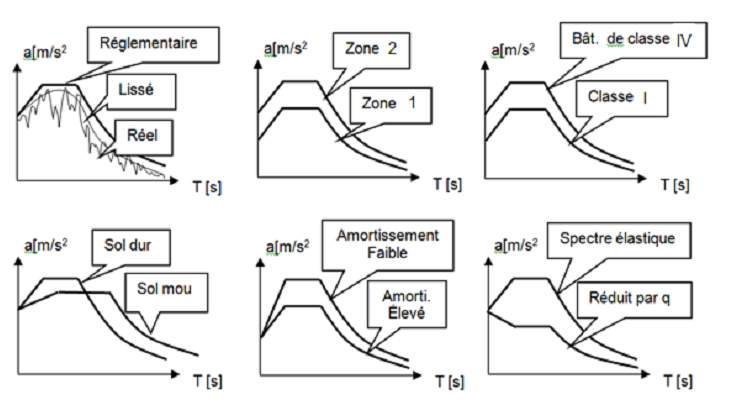 a[m/s²
Réglementaire
Lissé
Réel
T [s]
a[m/s²
Zone 2
Zone 1
T [s]
a[m/s²
Bât. de classe IV
Classe I
T [s]
a[m/s²
Sol dur
Sol mou
T [s]
a[m/s²
Amortissement
Faible
Amorti.
Élevé
T [s]
a[m/s²
Spectre élastique
Réduit par q
T [s]